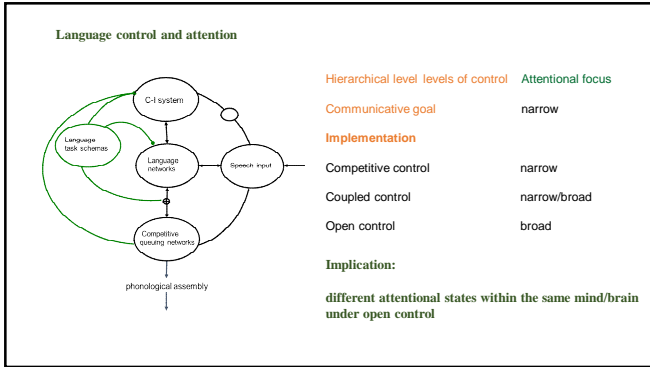 Language control and attention
C-I system
Language
task schemas
Language
networks
Speech input
Competitive
queuing networks
phonological assembly
Hierarchical level levels of control Attentional focus
Communicative goal narrow
Implementation
Competitive control narrow
Coupled control narrow/broad
Open control broad
Implication:
different attentional states within the same mind/brain
under open control